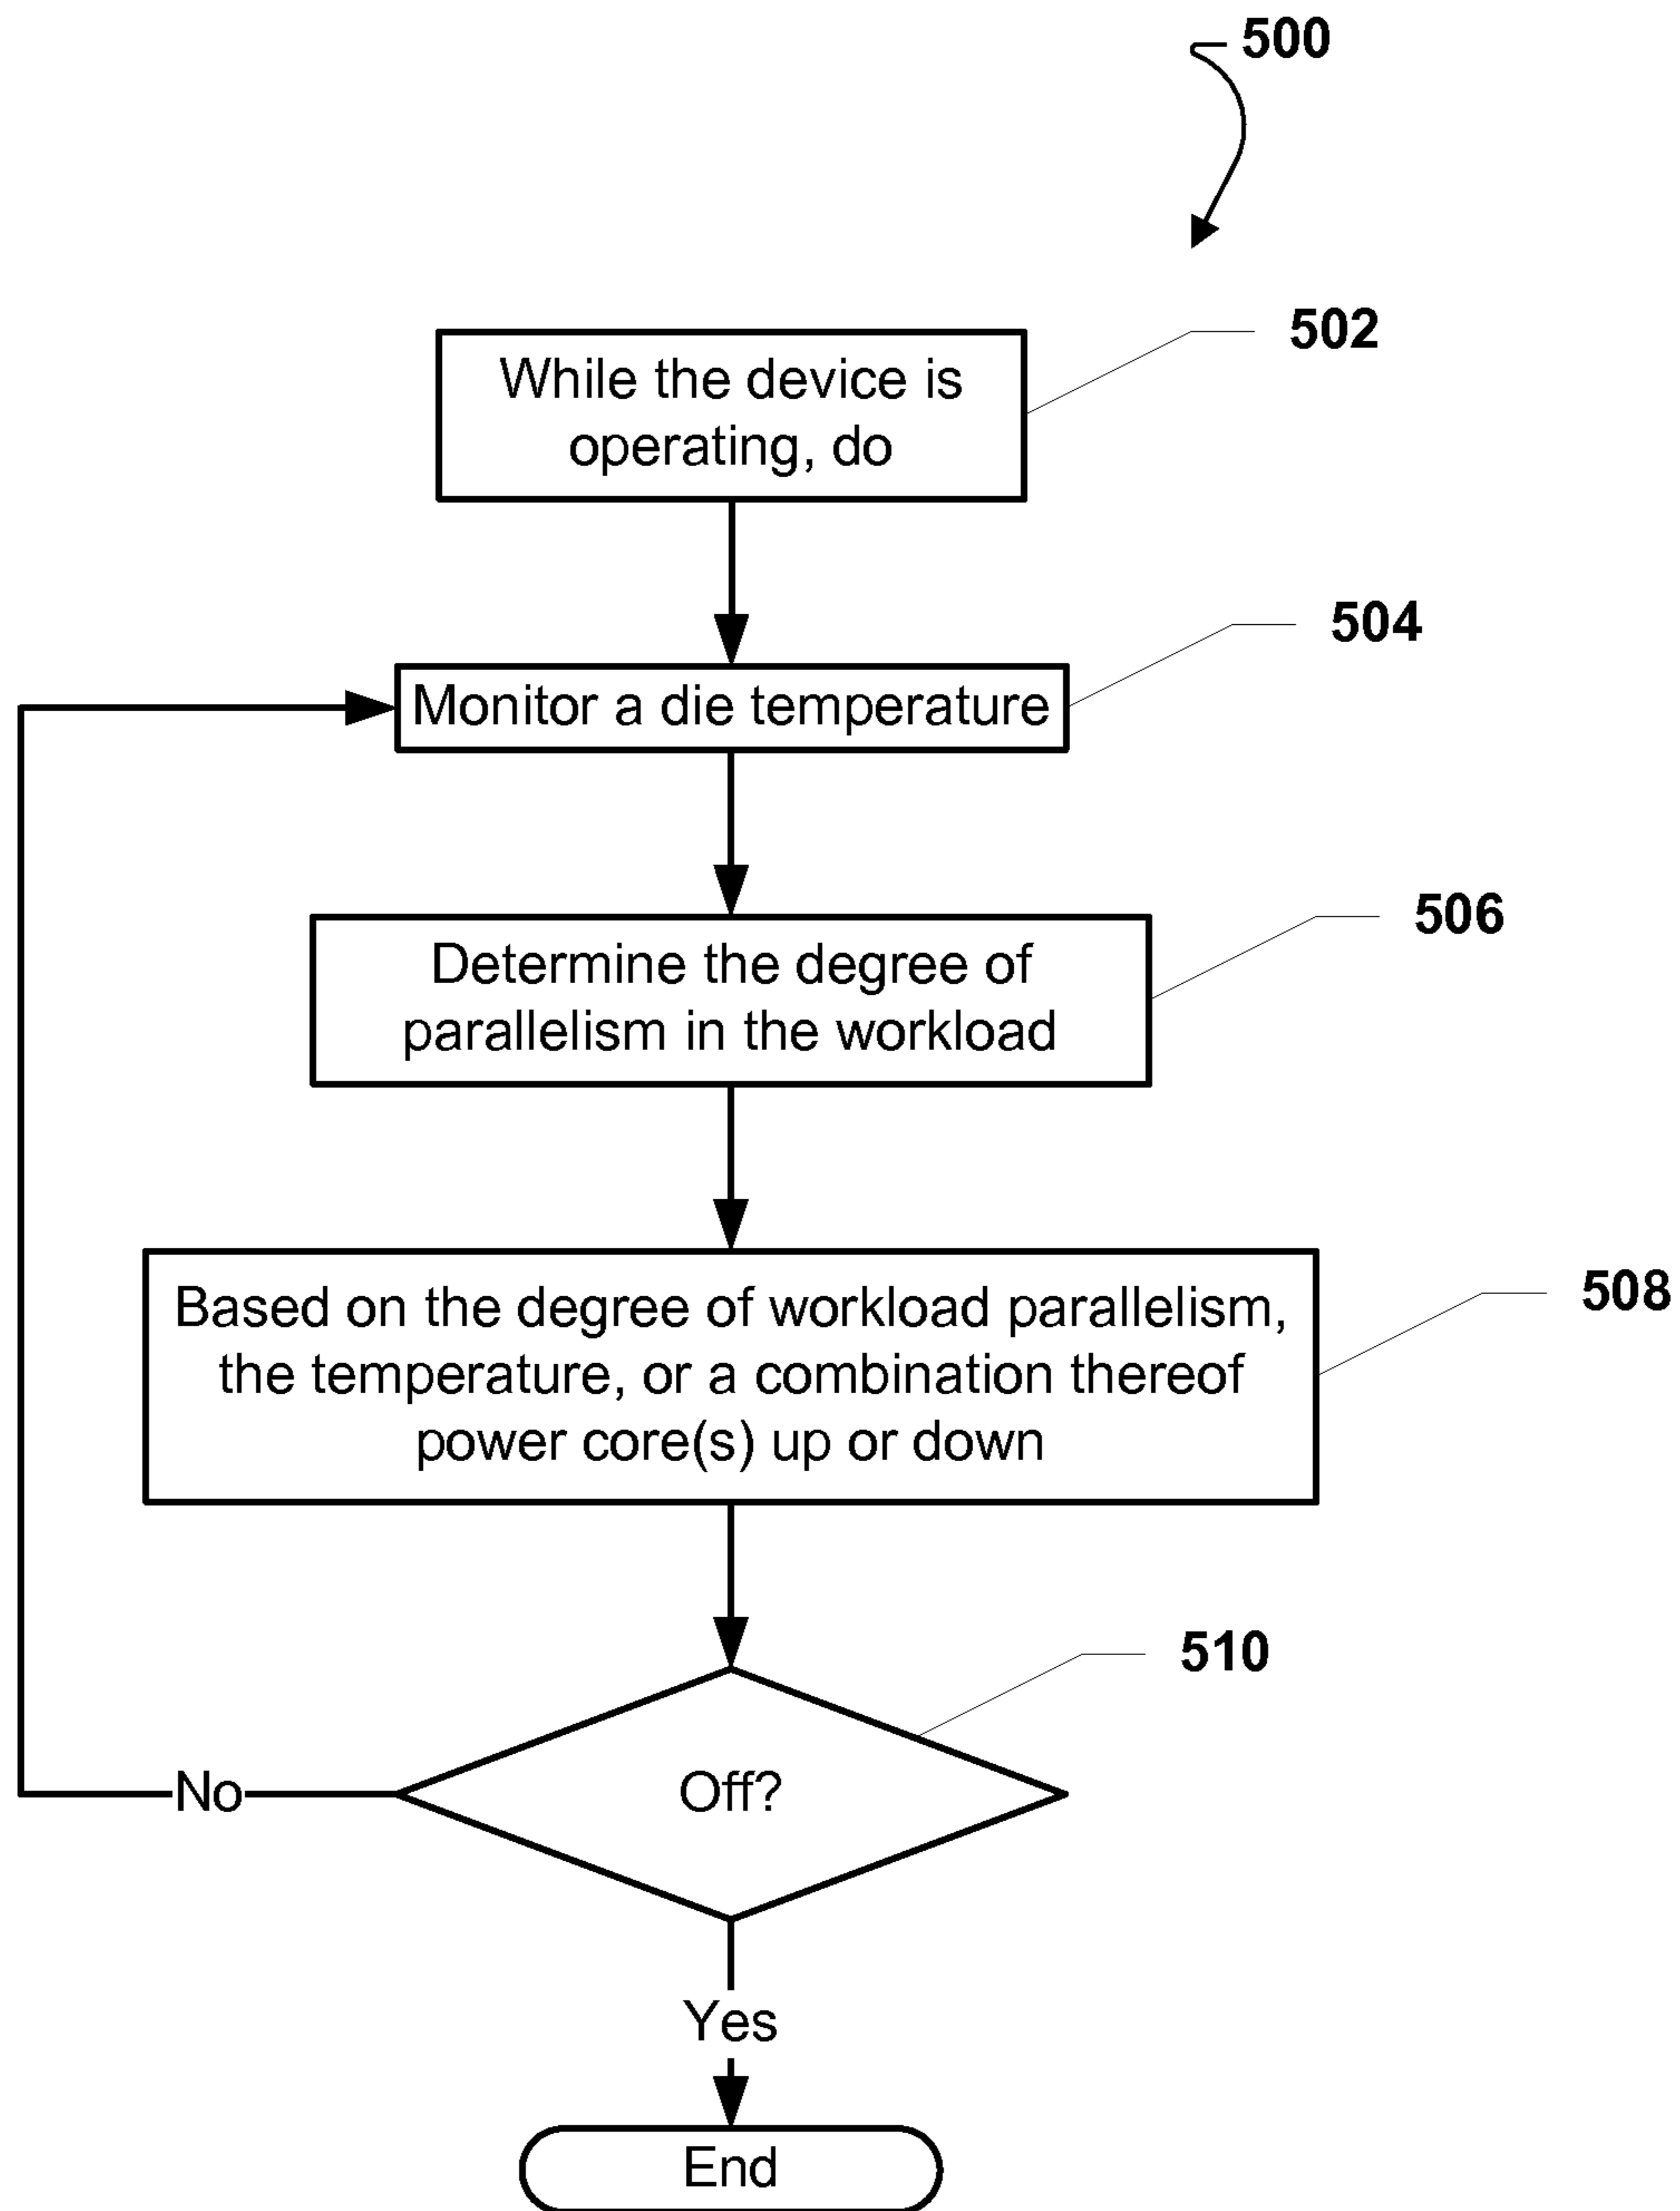 500
502
While the device is
operating, do
504
Monitor a die temperature
506
Determine the degree of
parallelism in the workload
508
Based on the degree of workload parallelism,
the temperature, or a combination thereof
power core(s) up or down
510
Off?
No
Yes
End